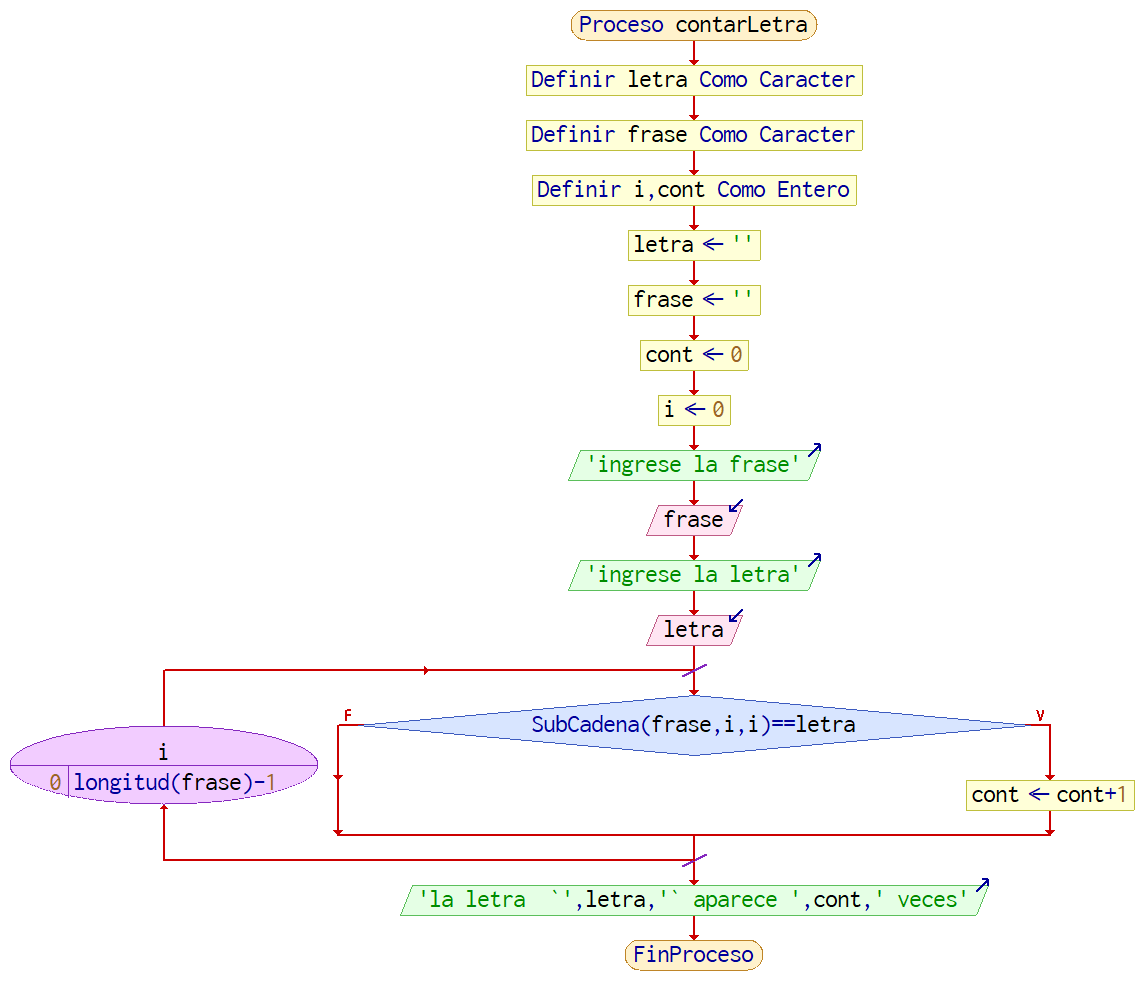 Proceso contarLetra
Definir letra Como Caracter
Definir frase Como Caracter
Definir i,cont Como Entero
letra ← ''
frase ← ''
cont ← 0
i ← 0
'ingrese la frase'
frase
'ingrese la letra'
letra
F
SubCadena(frase,i,i)==letra
V
i
0 longitud(frase)-1
cont ← cont+1
'la letra  `',letra,'` aparece ',cont,' veces'
FinProceso